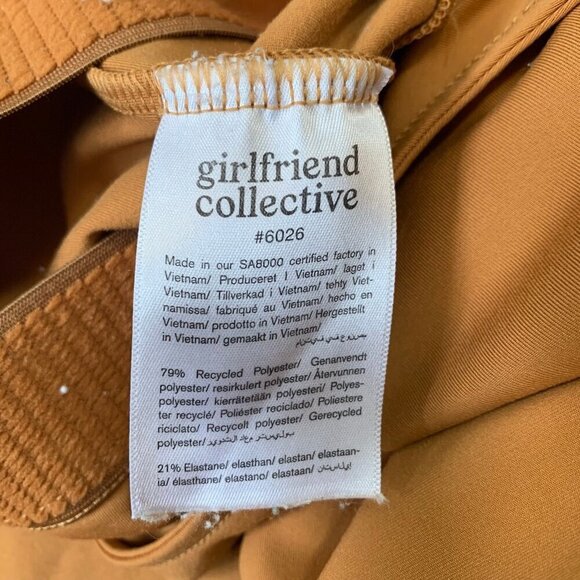 girlfriend
collective
#6026
Made in our SA8000 certified factory in
Vietnam/ Produceret I Vietnam/ laget i
Vietnam/ Tillverkad i Vietnam/ tehty Viet-
namissa/ fabriqué au Vietnam/ hecho en
Vietnam/ prodotto in Vietnam/ Hergestellt
in Vietnam/ gemaakt in Vietnam/
79% Recycled Polyester/ Genanvendt
polyester/ resirkulert polyester/ Återvunnen
polyester/ kierrätetään polyesteri/ Polyes-
ter recyclé/ Poliéster reciclado/ Poliestere
riciclato/ Recycelt polyester/ Gerecycled
polyester/
21% Elastane/ elasthan/ elastan/ elastaan-
ia/ élasthanne/ elastano/ elastaan/